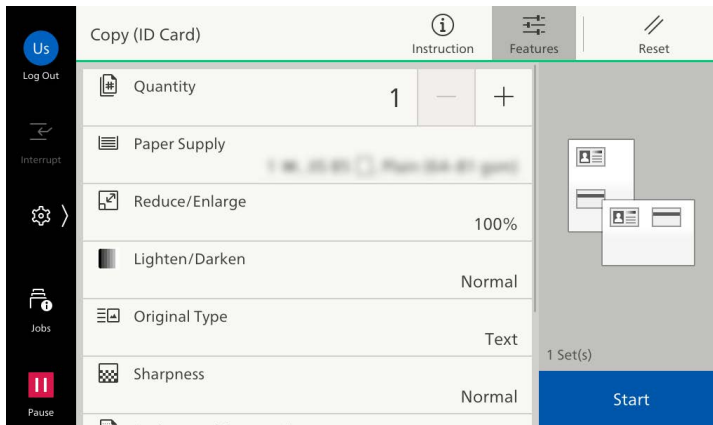 Us
Log Out
Interrupt
Jobs
Pause
Copy (ID Card)
Instruction
Features
Reset
Quantity
1
Paper Supply
Reduce/Enlarge
100%
Lighten/Darken
Normal
Original Type
Text
Sharpness
Normal
1 Set(s)
Start